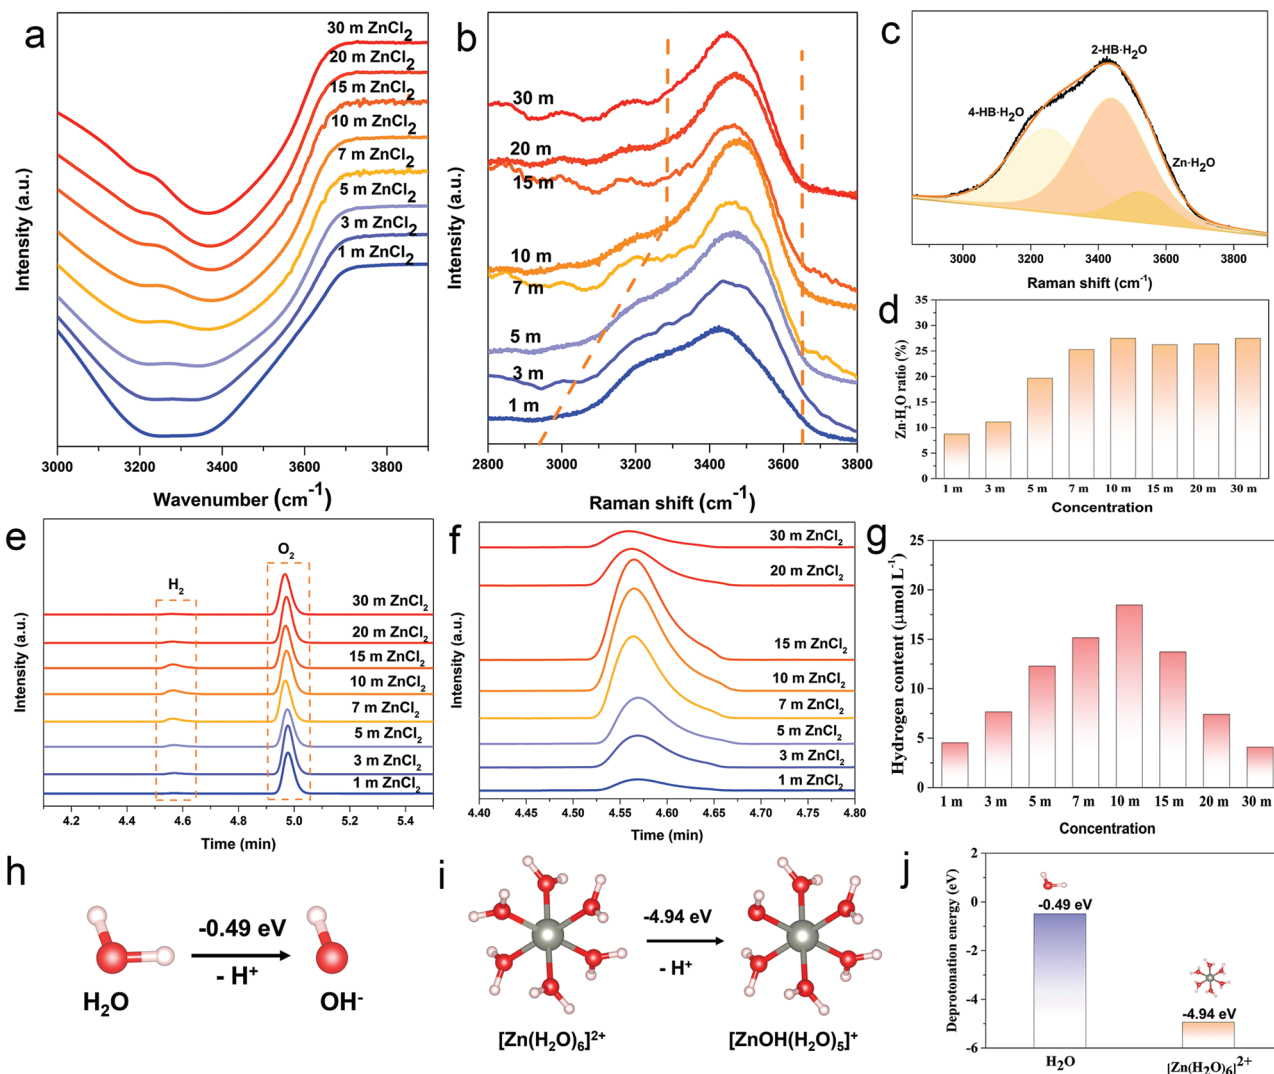 a
30 m ZnCl2
20 m ZnCl2
15 m ZnCl2
10 m ZnCl2
7 m ZnCl2
5 m ZnCl2
3 m ZnCl2
1 m ZnCl2
Intensity (a.u.)
3000 3200 3400 3600 3800
Wavenumber (cm-1)
b
30 m
20 m
15 m
10 m
7 m
5 m
3 m
1 m
Intensity (a.u.)
2800 3000 3200 3400 3600 3800
Raman shift (cm-1)
c
2-HB·H2O
4-HB·H2O
Zn·H2O
3000 3200 3400 3600 3800
Raman shift (cm-1)
d
35
30
25
20
15
10
5
0
Zn·H2O ratio (%)
1 m 3 m 5 m 7 m 10 m 15 m 20 m 30 m
Concentration
e
H2
O2
30 m ZnCl2
20 m ZnCl2
15 m ZnCl2
10 m ZnCl2
7 m ZnCl2
5 m ZnCl2
3 m ZnCl2
1 m ZnCl2
Intensity (a.u.)
4.2 4.4 4.6 4.8 5.0 5.2 5.4
Time (min)
f
30 m ZnCl2
20 m ZnCl2
15 m ZnCl2
10 m ZnCl2
7 m ZnCl2
5 m ZnCl2
3 m ZnCl2
1 m ZnCl2
Intensity (a.u.)
4.40 4.45 4.50 4.55 4.60 4.65 4.70 4.75 4.80
Time (min)
g
25
20
15
10
5
0
Hydrogen content (μmol L-1)
1 m 3 m 5 m 7 m 10 m 15 m 20 m 30 m
Concentration
h
-0.49 eV
- H+
H2O
OH-
i
-4.94 eV
- H+
[Zn(H2O)6]2+
[ZnOH(H2O)5]+
j
2
0
-2
-4
-6
Deprotonation energy (eV)
-0.49 eV
-4.94 eV
H2O
[Zn(H2O)6]2+